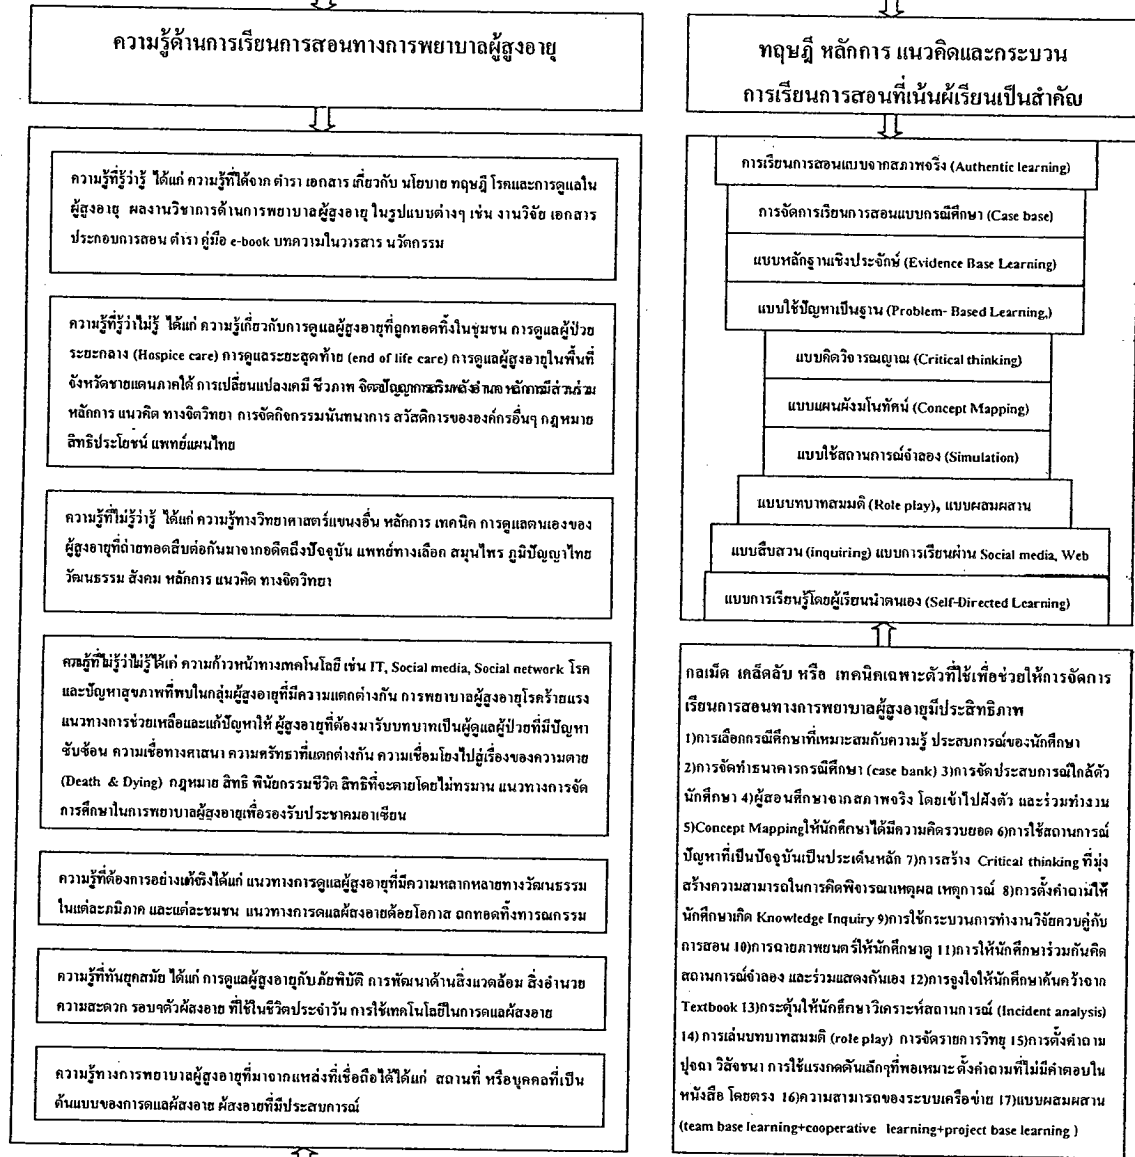 ความรู้ด้านการเรียนการสอนทางการพยาบาลผู้สูงอายุ
ความรู้ที่รู้ว่ารู้ ได้แก่ ความรู้ที่ได้จาก ตำรา เอกสาร เกี่ยวกับ นโยบาย ทฤษฎี โรคและการดูแลใน
ผู้สูงอายุ ผลงานวิชาการด้านการพยาบาลผู้สูงอายุ ในรูปแบบต่างๆ เช่น งานวิจัย เอกสาร
ประกอบการสอน ตำรา คู่มือ e-book บทความในวารสาร นวัตกรรม
ความรู้ที่รู้ว่าไม่รู้ ได้แก่ ความรู้เกี่ยวกับการดูแลผู้สูงอายุที่ถูกทอดทิ้งในชุมชน การดูแลผู้ป่วย
ระยะกลาง (Hospice care) การดูแลระยะสุดท้าย (end of life care) การดูแลผู้สูงอายุในพื้นที่
จังหวัดชายแดนภาคใต้ การเปลี่ยนแปลงเคมี ชีวภาพ จิตตปัญญาการเสริมพลังอำนาจ หลักการมีส่วนร่วม
หลักการ แนวคิด ทางจิตวิทยา การจัดกิจกรรมนันทนาการ สวัสดิการขององค์กรอื่นๆ กฎหมาย
สิทธิประโยชน์ แพทย์แผนไทย
ความรู้ที่ไม่รู้ว่ารู้ ได้แก่ ความรู้ทางวิทยาศาสตร์แขนงอื่น หลักการ เทคนิค การดูแลตนเองของ
ผู้สูงอายุที่ถ่ายทอดสืบต่อกันมาจากอดีตถึงปัจจุบัน แพทย์ทางเลือก สมุนไพร ภูมิปัญญาไทย
วัฒนธรรม สังคม หลักการ แนวคิด ทางจิตวิทยา
ความรู้ที่ไม่รู้ว่าไม่รู้ได้แก่ ความก้าวหน้าทางเทคโนโลยี เช่น IT, Social media, Social network โรค
และปัญหาสุขภาพที่พบในกลุ่มผู้สูงอายุที่มีความแตกต่างกัน การพยาบาลผู้สูงอายุโรคร้ายแรง
แนวทางการช่วยเหลือและแก้ปัญหาให้ ผู้สูงอายุที่ต้องมารับบทบาทเป็นผู้ดูแลผู้ป่วยที่มีปัญหา
ซับซ้อน ความเชื่อทางศาสนา ความศรัทธาที่แตกต่างกัน ความเชื่อมโยงไปสู่เรื่องของความตาย
(Death & Dying) กฎหมาย สิทธิ พินัยกรรมชีวิต สิทธิที่จะตายโดยไม่ทรมาน แนวทางการจัด
การศึกษาในการพยาบาลผู้สูงอายุเพื่อรองรับประชาคมอาเซียน
ความรู้ที่ต้องการอย่างแท้จริงได้แก่ แนวทางการดูแลผู้สูงอายุที่มีความหลากหลายทางวัฒนธรรม
ในแต่ละภูมิภาค และแต่ละชุมชน แนวทางการดูแลผู้สูงอายุด้อยโอกาส ถูกทอดทิ้งทารุณกรรม
ความรู้ที่ทันยุคสมัย ได้แก่ การดูแลผู้สูงอายุกับภัยพิบัติ การพัฒนาด้านสิ่งแวดล้อม สิ่งอำนวย
ความสะดวก รอบๆตัวผู้สูงอายุ ที่ใช้ในชีวิตประจำวัน การใช้เทคโนโลยีในการดูแลผู้สูงอายุ
ความรู้ทางการพยาบาลผู้สูงอายุที่มาจากแหล่งที่เชื่อถือได้ได้แก่ สถานที่ หรือบุคคลที่เป็น
ต้นแบบของการดูแลผู้สูงอายุ ผู้สูงอายุที่มีประสบการณ์
ทฤษฎี หลักการ แนวคิดและกระบวน
การเรียนการสอนที่เน้นผู้เรียนเป็นสำคัญ
การเรียนการสอนแบบจากสภาพจริง (Authentic learning)
การจัดการเรียนการสอนแบบกรณีศึกษา (Case base)
แบบหลักฐานเชิงประจักษ์ (Evidence Base Learning)
แบบใช้ปัญหาเป็นฐาน (Problem- Based Learning,)
แบบคิดวิจารณญาณ (Critical thinking)
แบบแผนผังมโนทัศน์ (Concept Mapping)
แบบใช้สถานการณ์จำลอง (Simulation)
แบบบทบาทสมมติ (Role play), แบบผสมผสาน
แบบสืบสวน (inquiring) แบบการเรียนผ่าน Social media, Web
แบบการเรียนรู้โดยผู้เรียนนำตนเอง (Self-Directed Learning)
กลเม็ด เคล็ดลับ หรือ เทคนิคเฉพาะตัวที่ใช้เพื่อช่วยให้การจัดการ
เรียนการสอนทางการพยาบาลผู้สูงอายุมีประสิทธิภาพ
1)การเลือกกรณีศึกษาที่เหมาะสมกับความรู้ ประสบการณ์ของนักศึกษา
2)การจัดทำธนาคารกรณีศึกษา (case bank) 3)การจัดประสบการณ์ใกล้ตัว
นักศึกษา 4)ผู้สอนศึกษาจากสภาพจริง โดยเข้าไปฝังตัว และร่วมทำงาน
5)Concept Mappingให้นักศึกษาได้มีความคิดรวบยอด 6)การใช้สถานการณ์
ปัญหาที่เป็นปัจจุบันเป็นประเด็นหลัก 7)การสร้าง Critical thinking ที่มุ่ง
สร้างความสามารถในการคิดพิจารณาเหตุผล เหตุการณ์ 8)การตั้งคำถามให้
นักศึกษาเกิด Knowledge Inquiry 9)การใช้กระบวนการทำงานวิจัยควบคู่กับ
การสอน 10)การฉายภาพยนตร์ให้นักศึกษาดู 11)การให้นักศึกษาร่วมกันคิด
สถานการณ์จำลอง และร่วมแสดงกันเอง 12)การจูงใจให้นักศึกษาค้นคว้าจาก
Textbook 13)กระตุ้นให้นักศึกษาวิเคราะห์สถานการณ์ (Incident analysis)
14) การเล่นบทบาทสมมติ (role play) การจัดรายการวิทยุ 15)การตั้งคำถาม
ปุจฉา วิสัจชนา การใช้แรงกดดันเล็กๆที่พอเหมาะ ตั้งคำถามที่ไม่มีคำตอบใน
หนังสือ โดยตรง 16)ความสามารถของระบบเครือข่าย 17)แบบผสมผสาน
(team base learning+cooperative learning+project base learning )